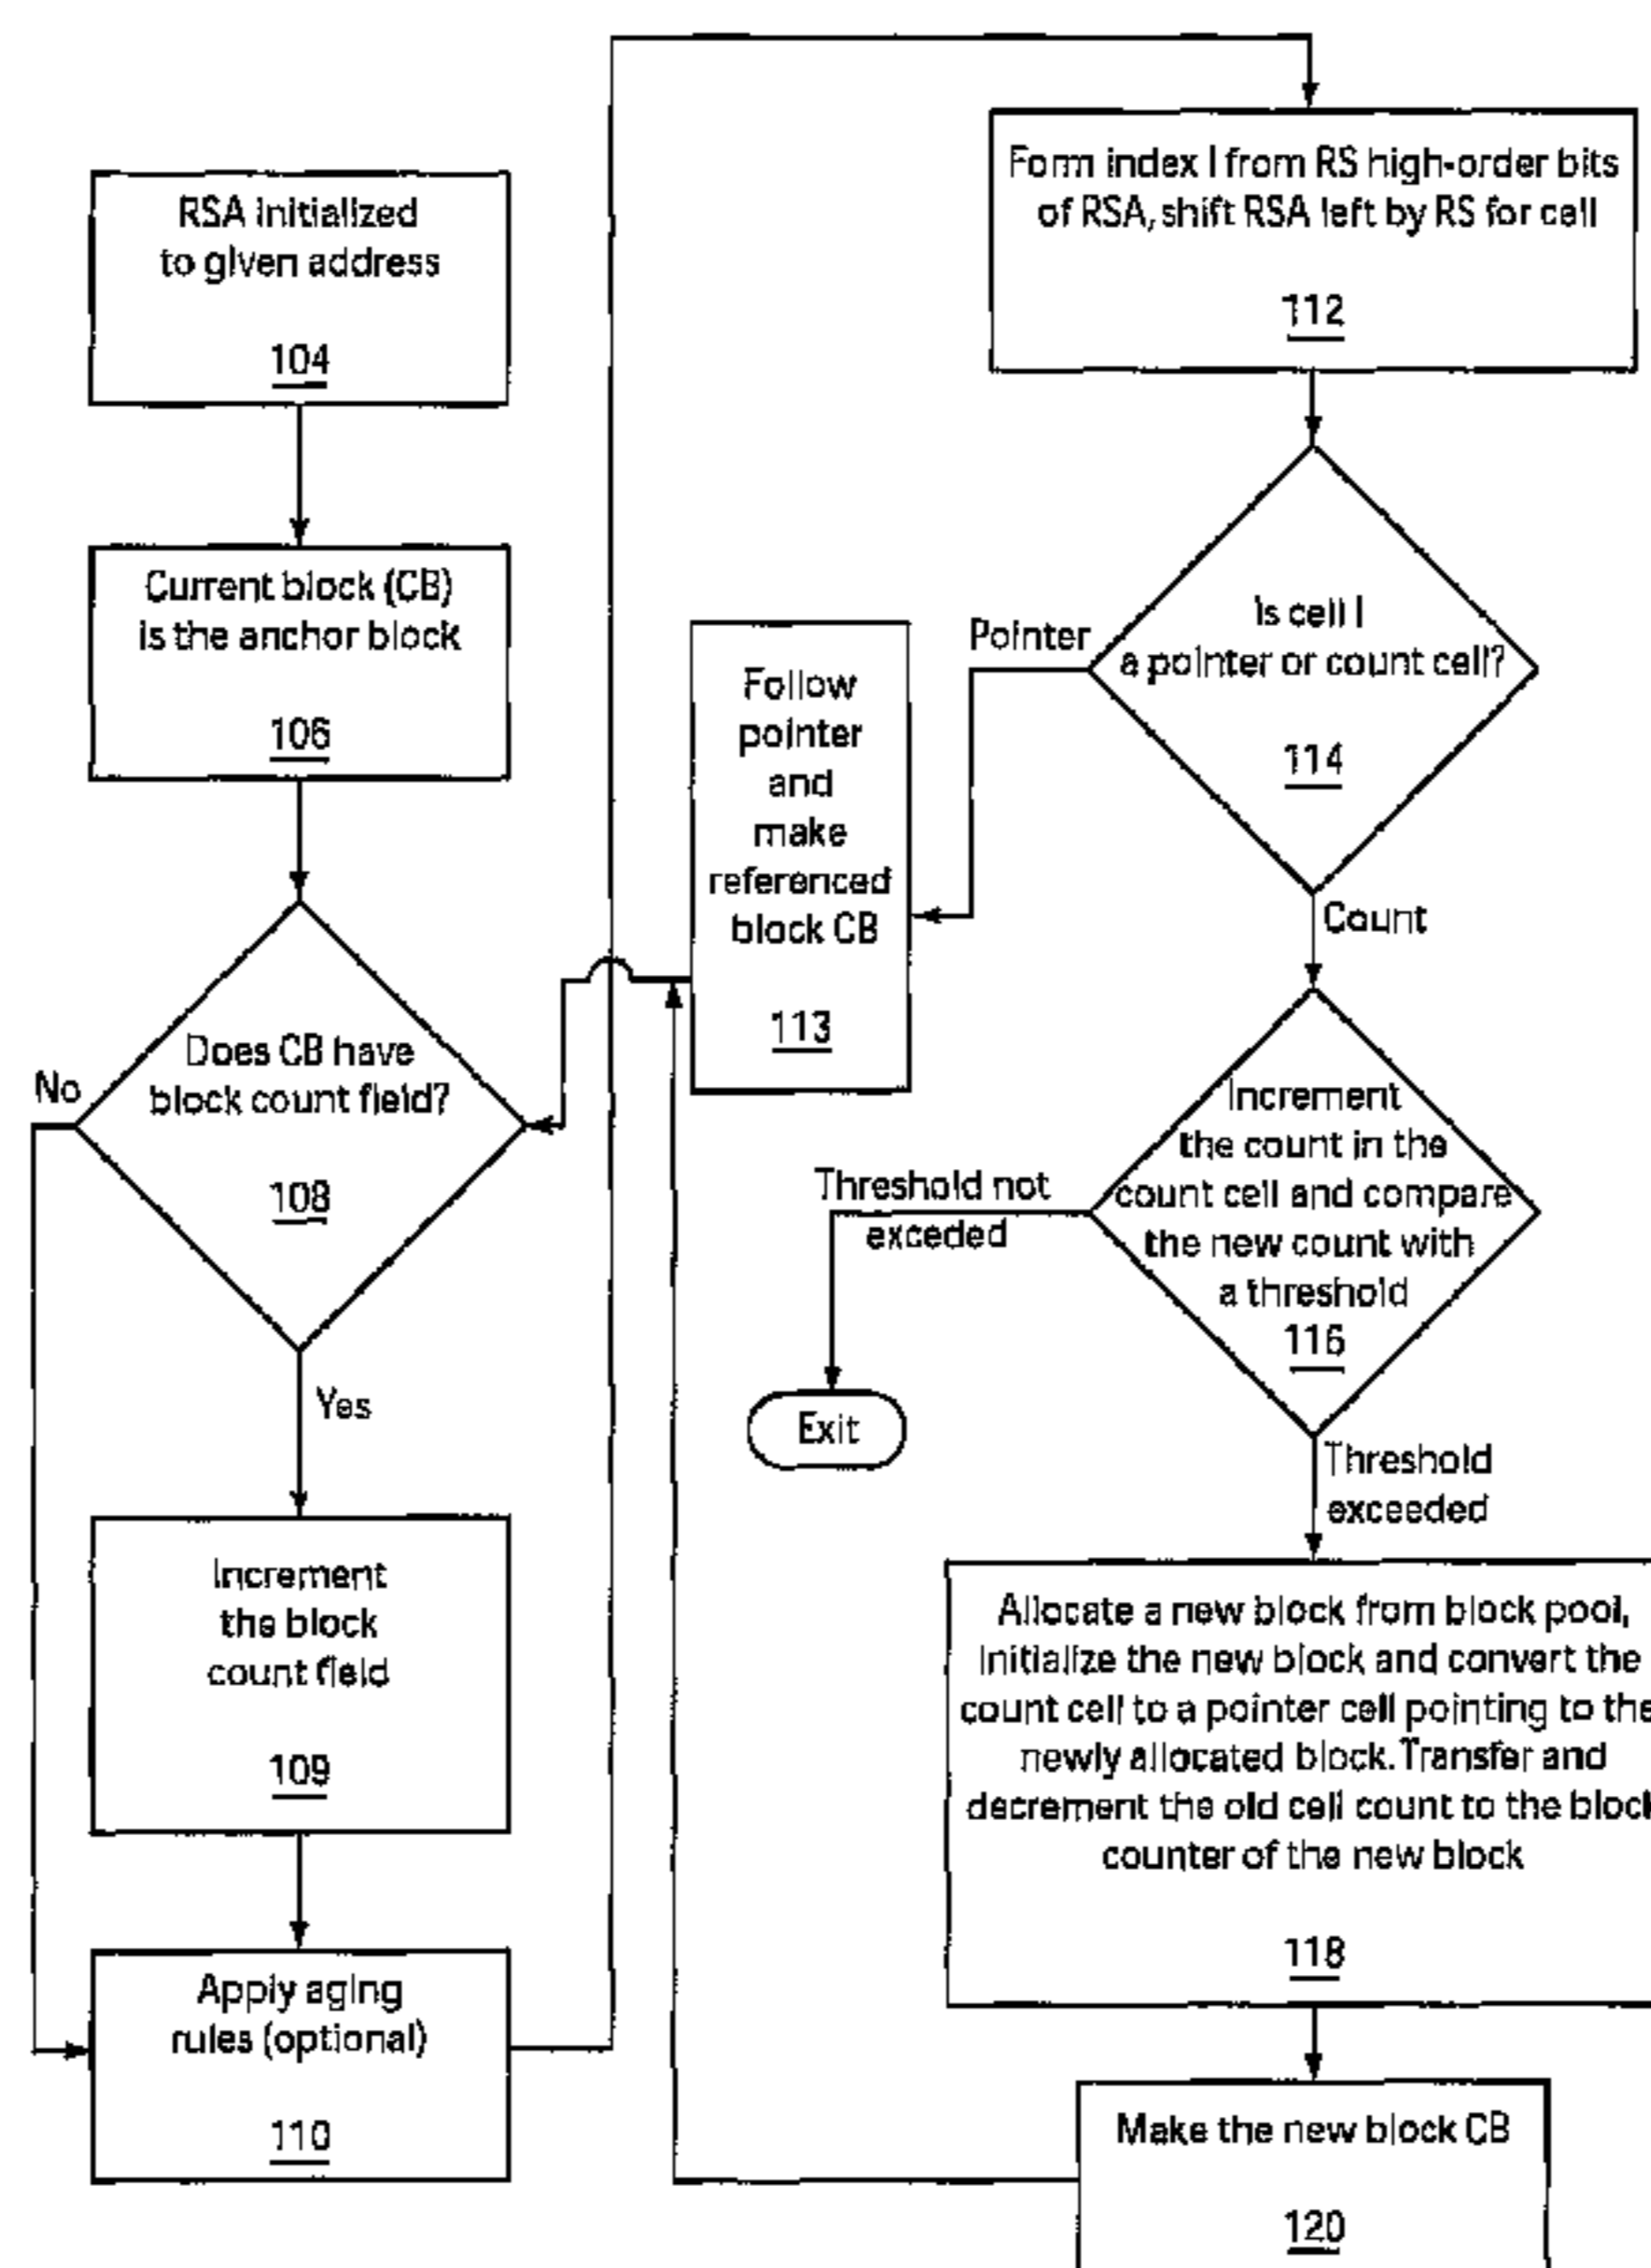 RSA initialized
to given address
104
Current block (CB)
is the anchor block
106
Does CB have
block count field?
108
No
Yes
Increment
the block
count field
109
Apply aging
rules (optional)
110
Form index I from RS high-order bits
of RSA, shift RSA left by RS for cell
112
Is cell I
a pointer or count cell?
114
Pointer
Count
Follow
pointer
and
make
referenced
block CB
113
Increment
the count in the
count cell and compare
the new count with
a threshold
116
Threshold not
exceded
Exit
Threshold
exceeded
Allocate a new block from block pool,
initialize the new block and convert the
count cell to a pointer cell pointing to the
newly allocated block. Transfer and
decrement the old cell count to the block
counter of the new block
118
Make the new block CB
120